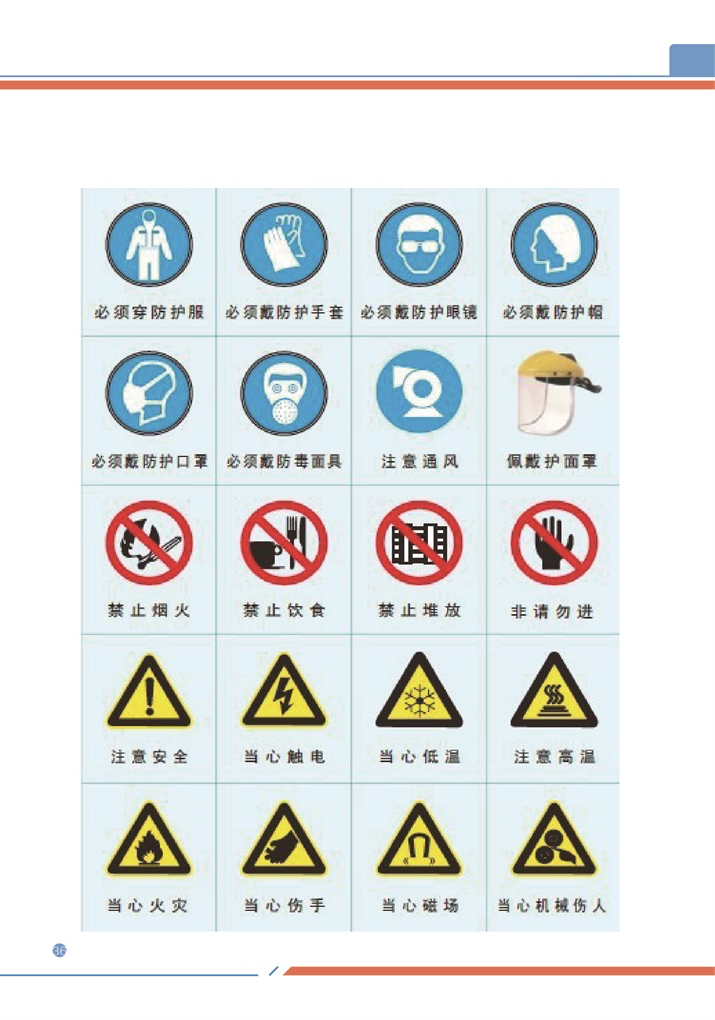 必须穿防护服 必须戴防护手套 必须戴防护眼镜 必须戴防护帽
必须戴防护口罩 必须戴防毒面具 注意通风 佩戴护面罩
禁止烟火 禁止饮食 禁止堆放 非请勿进
注意安全 当心触电 当心低温 注意高温
当心火灾 当心伤手 当心磁场 当心机械伤人
36